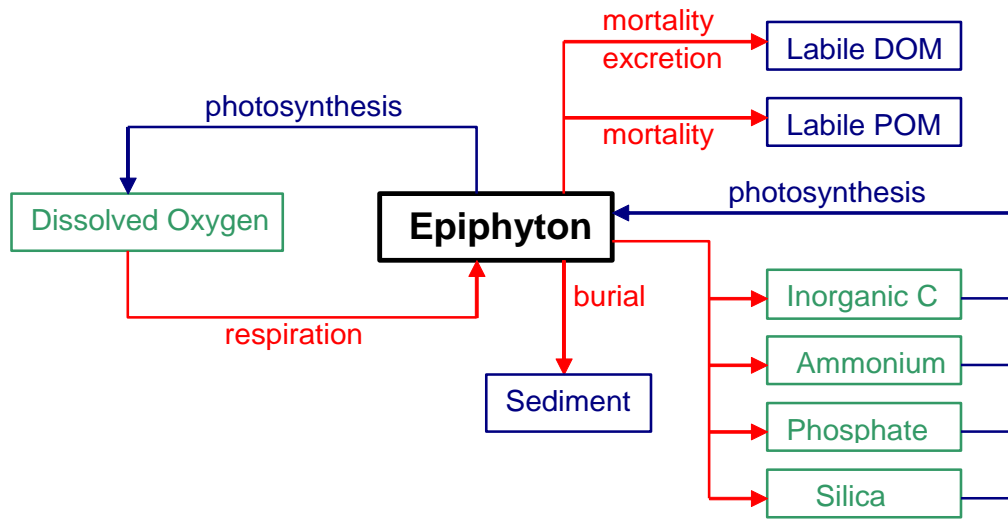 mortality
Labile DOM
excretion
photosynthesis
Labile POM
mortality
photosynthesis
Dissolved Oxygen
Epiphyton
Inorganic C
burial
respiration
Ammonium
Sediment
Phosphate
Silica